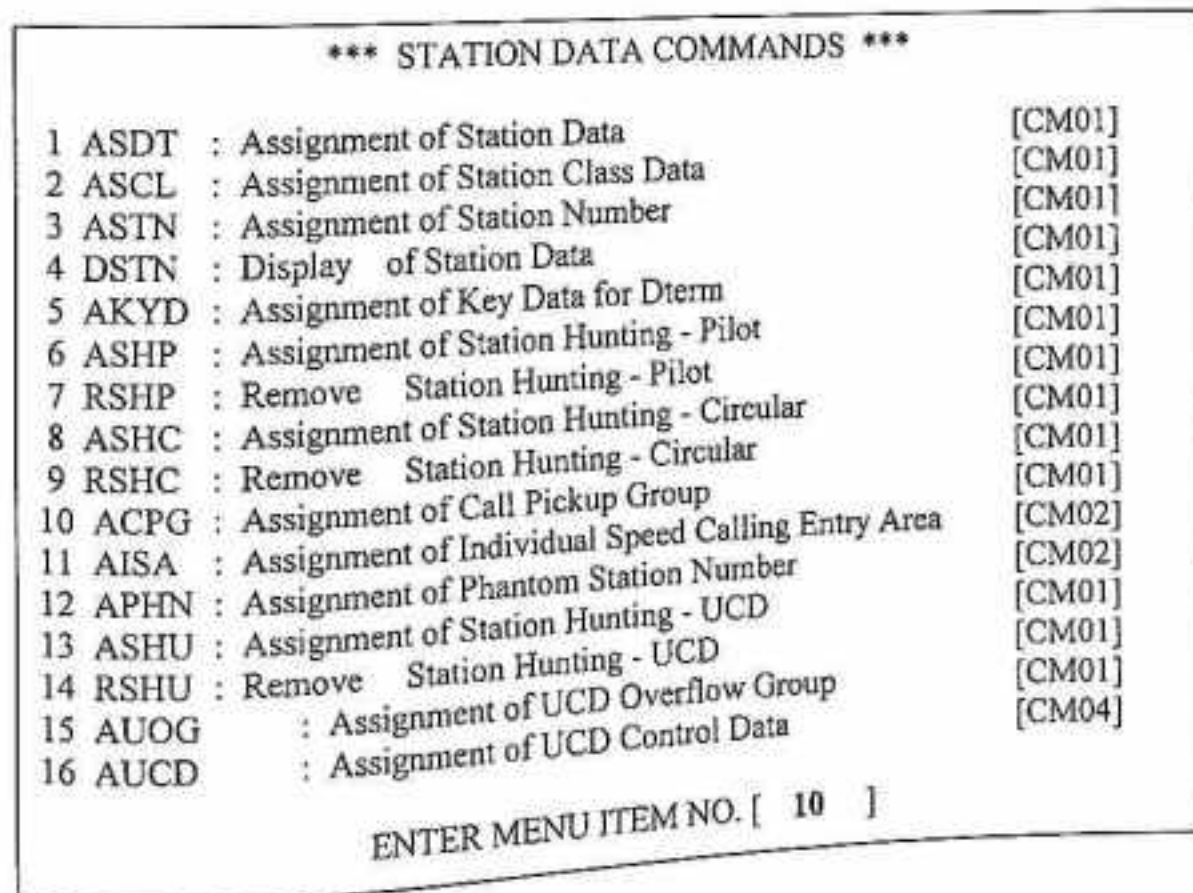 *** STATION DATA COMMANDS ***
1 ASDT : Assignment of Station Data [CM01]
2 ASCL : Assignment of Station Class Data [CM01]
3 ASTN : Assignment of Station Number [CM01]
4 DSTN : Display of Station Data [CM01]
5 AKYD : Assignment of Key Data for Dterm [CM01]
6 ASHP : Assignment of Station Hunting - Pilot [CM01]
7 RSHP : Remove Station Hunting - Pilot [CM01]
8 ASHC : Assignment of Station Hunting - Circular [CM01]
9 RSHC : Remove Station Hunting - Circular [CM01]
10 ACPG : Assignment of Call Pickup Group [CM01]
11 AISA : Assignment of Individual Speed Calling Entry Area [CM02]
12 APHN : Assignment of Phantom Station Number [CM02]
13 ASHU : Assignment of Station Hunting - UCD [CM01]
14 RSHU : Remove Station Hunting - UCD [CM01]
15 AUOG : Assignment of UCD Overflow Group [CM01]
16 AUCD : Assignment of UCD Control Data [CM04]
ENTER MENU ITEM NO. [ 10 ]